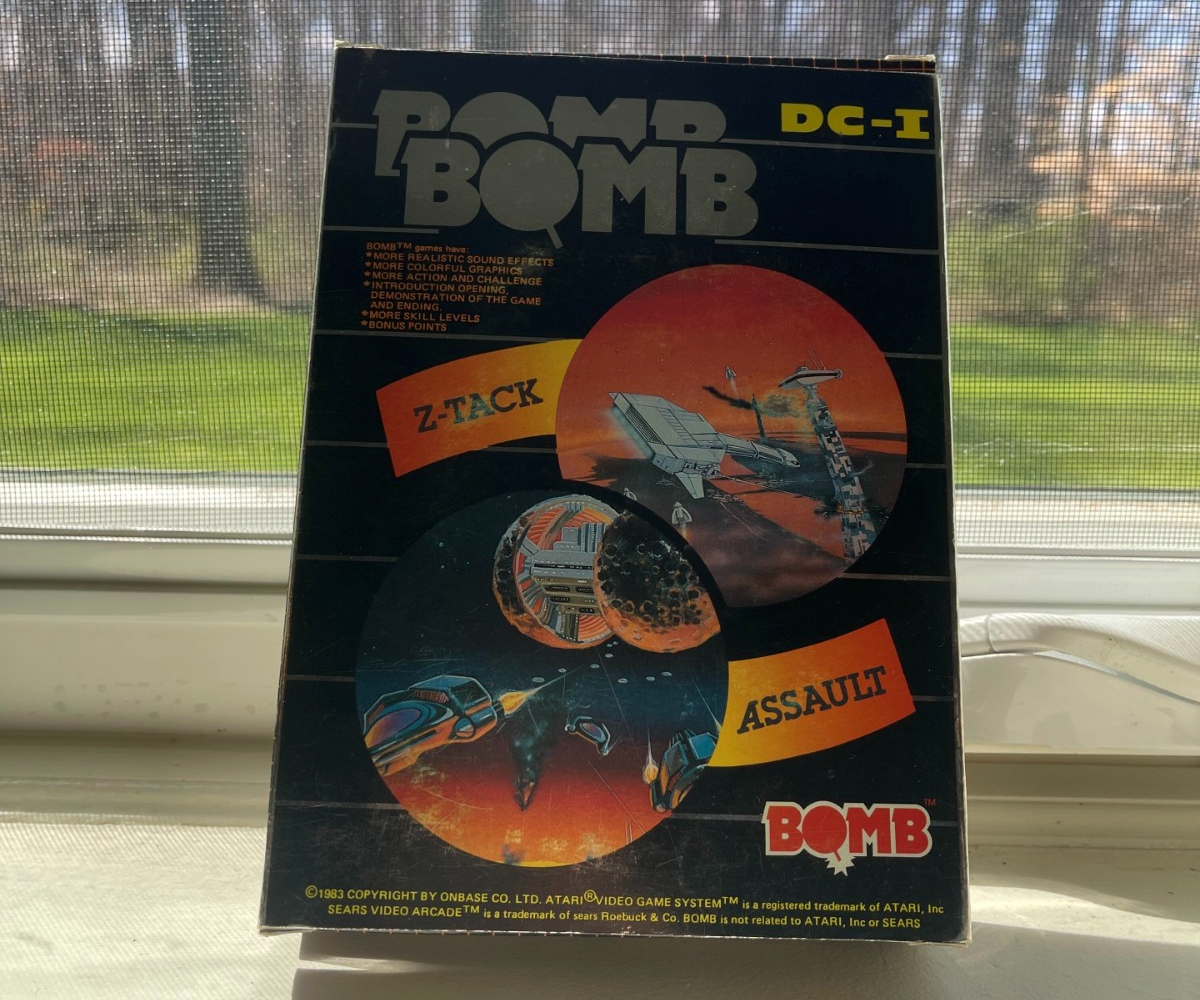 BOMB DC-I
BOMB
BOMB™ games have:
*MORE REALISTIC SOUND EFFECTS
*MORE COLORFUL GRAPHICS
*MORE ACTION AND CHALLENGE
*INTRODUCTION OPENING,
DEMONSTRATION OF THE GAME
AND ENDING.
*MORE SKILL LEVELS
*BONUS POINTS
Z-TACK
ASSAULT
BOMB™
©1983 COPYRIGHT BY ONBASE CO. LTD. ATARI® VIDEO GAME SYSTEM™ is a registered trademark of ATARI, Inc
SEARS VIDEO ARCADE™ is a trademark of sears Roebuck & Co. BOMB is not related to ATARI, Inc or SEARS